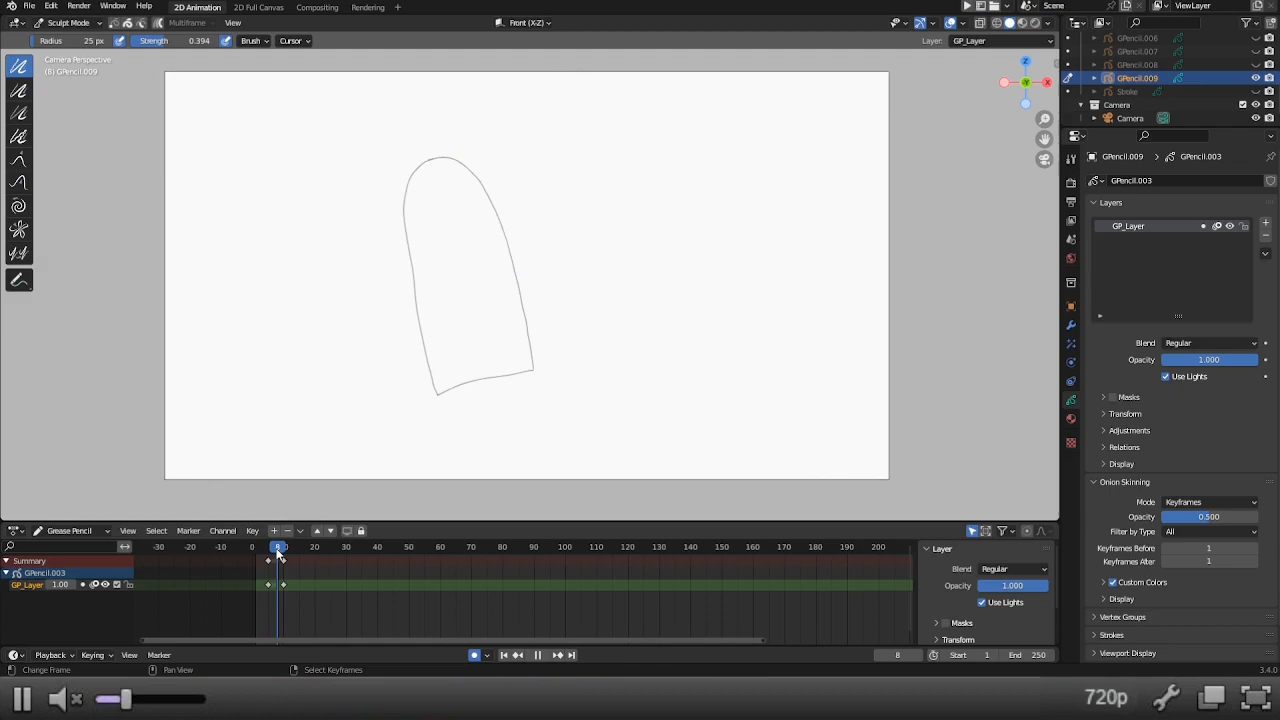 File Edit Render Window Help 2D Animation 2D Full Canvas Compositing Rendering + Scene ViewLayer
Sculpt Mode Multiframe View Front (X-Z)
Radius 25 px Strength 0.394 Brush Cursor Layer: GP_Layer
Camera Perspective
(8) GPencil.009
Z
-Y X
GPencil.006
GPencil.007
GPencil.008
GPencil.009
Stroke
Camera
Camera
GPencil.009 GPencil.003
GPencil.003
Layers
GP_Layer
Blend Regular
Opacity 1.000
Use Lights
Masks
Transform
Adjustments
Relations
Display
Onion Skinning
Mode Keyframes
Opacity 0.500
Filter by Type All
Keyframes Before 1
Keyframes After 1
Custom Colors
Display
Vertex Groups
Strokes
Viewport Display
Grease Pencil View Select Marker Channel Key
-30 -20 -10 0 8 20 30 40 50 60 70 80 90 100 110 120 130 140 150 160 170 180 190 200
Summary
GPencil.003
GP_Layer 1.00
Layer
Blend Regular
Opacity 1.000
Use Lights
Masks
Transform
Playback Keying View Marker 8 Start 1 End 250
Change Frame Pan View Select Keyframes 3.4.0
720p